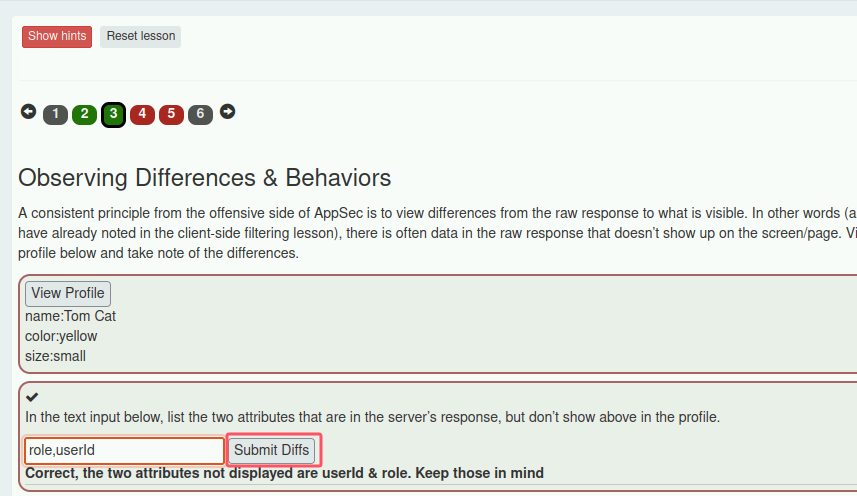 Show hints Reset lesson
1 2 3 4 5 6
Observing Differences & Behaviors
A consistent principle from the offensive side of AppSec is to view differences from the raw response to what is visible. In other words (a
have already noted in the client-side filtering lesson), there is often data in the raw response that doesn't show up on the screen/page. Vi
profile below and take note of the differences.
View Profile
name:Tom Cat
color:yellow
size:small
In the text input below, list the two attributes that are in the server's response, but don't show above in the profile.
role,userId Submit Diffs
Correct, the two attributes not displayed are userId & role. Keep those in mind